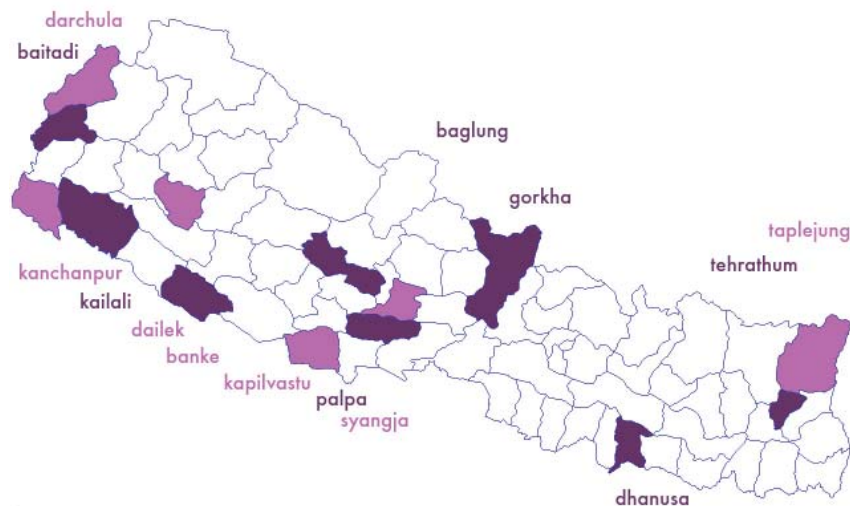 darchula
baitadi
baglung
gorkha
taplejung
tehrathum
kanchanpur
kailali
dailek
banke
kapilvastu
palpa
syangja
dhanusa